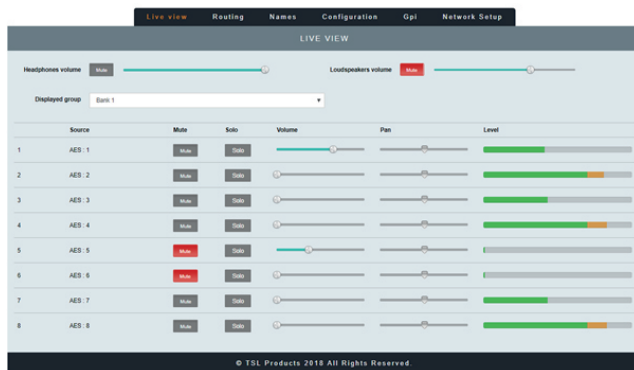 Live view Routing Names Configuration Gpi Network Setup
LIVE VIEW
Headphones volume Mute Loudspeakers volume Mute
Displayed group Bank 1
Source Mute Solo Volume Pan Level
1 AES : 1 Mute Solo
2 AES : 2 Mute Solo
3 AES : 3 Mute Solo
4 AES : 4 Mute Solo
5 AES : 5 Mute Solo
6 AES : 6 Mute Solo
7 AES : 7 Mute Solo
8 AES : 8 Mute Solo
© TSL Products 2018 All Rights Reserved.